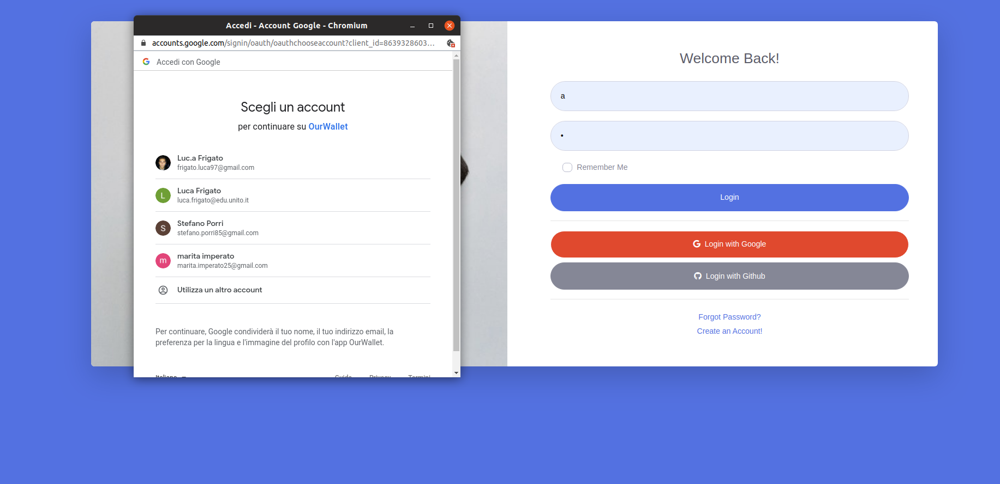 Accedi - Account Google - Chromium
accounts.google.com/signin/oauth/oauthchooseaccount?client_id=8639328603...
Accedi con Google
Scegli un account
per continuare su OurWallet
Luc.a Frigato
frigato.luca97@gmail.com
L
Luca Frigato
luca.frigato@edu.unito.it
S
Stefano Porri
stefano.porri85@gmail.com
m
marita imperato
marita.imperato25@gmail.com
Utilizza un altro account
Per continuare, Google condividerà il tuo nome, il tuo indirizzo email, la
preferenza per la lingua e l'immagine del profilo con l'app OurWallet.
Italiano Guida Privacy Termini
Welcome Back!
a
•
Remember Me
Login
G Login with Google
Login with Github
Forgot Password?
Create an Account!